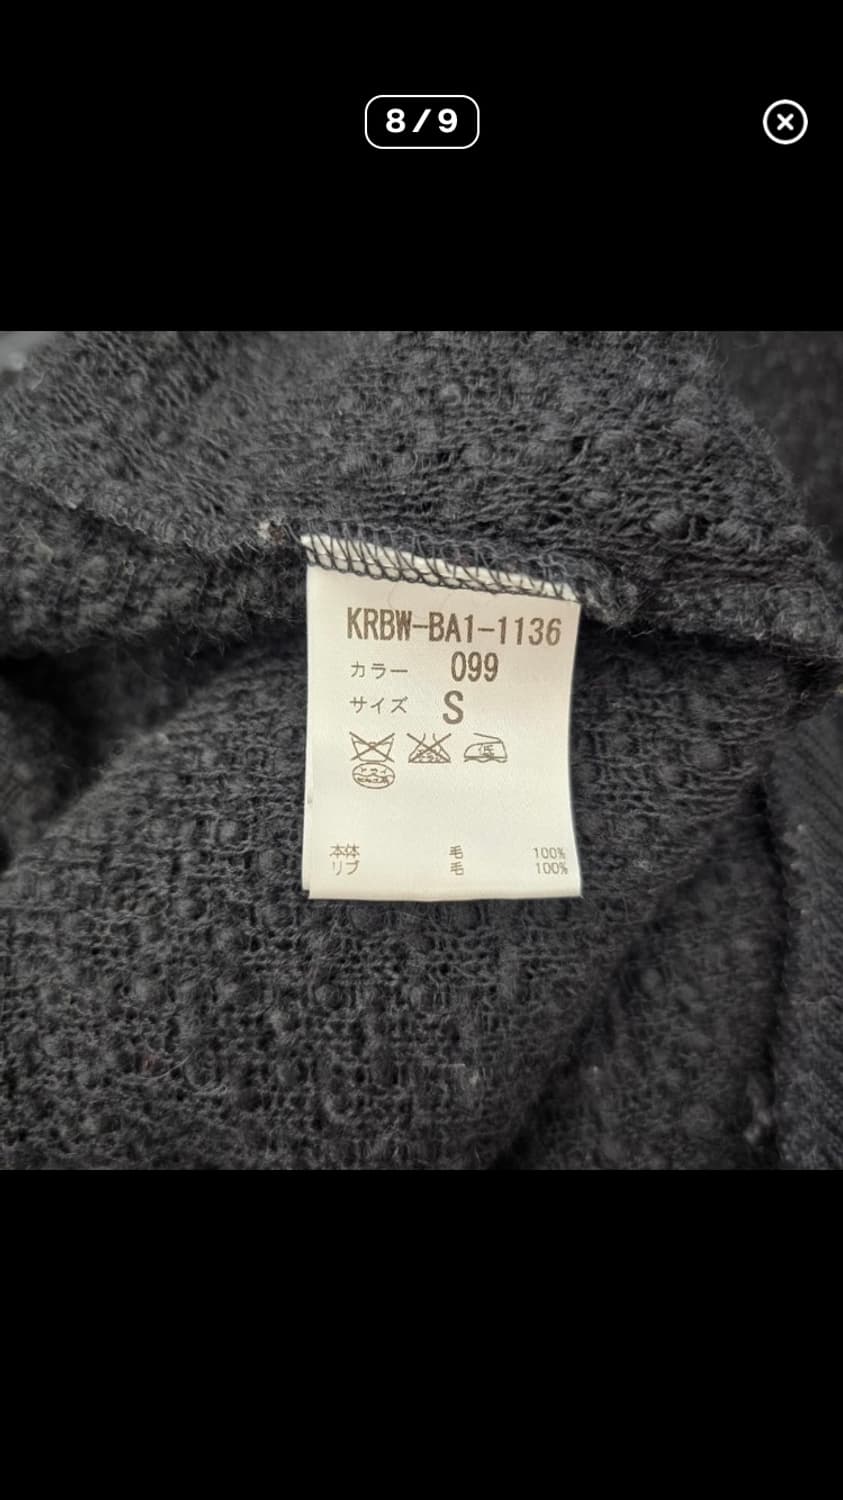 8/9
KRBW-BA1-1136
カラー 099
サイズ S
低
本体 毛 100%
リブ 毛 100%